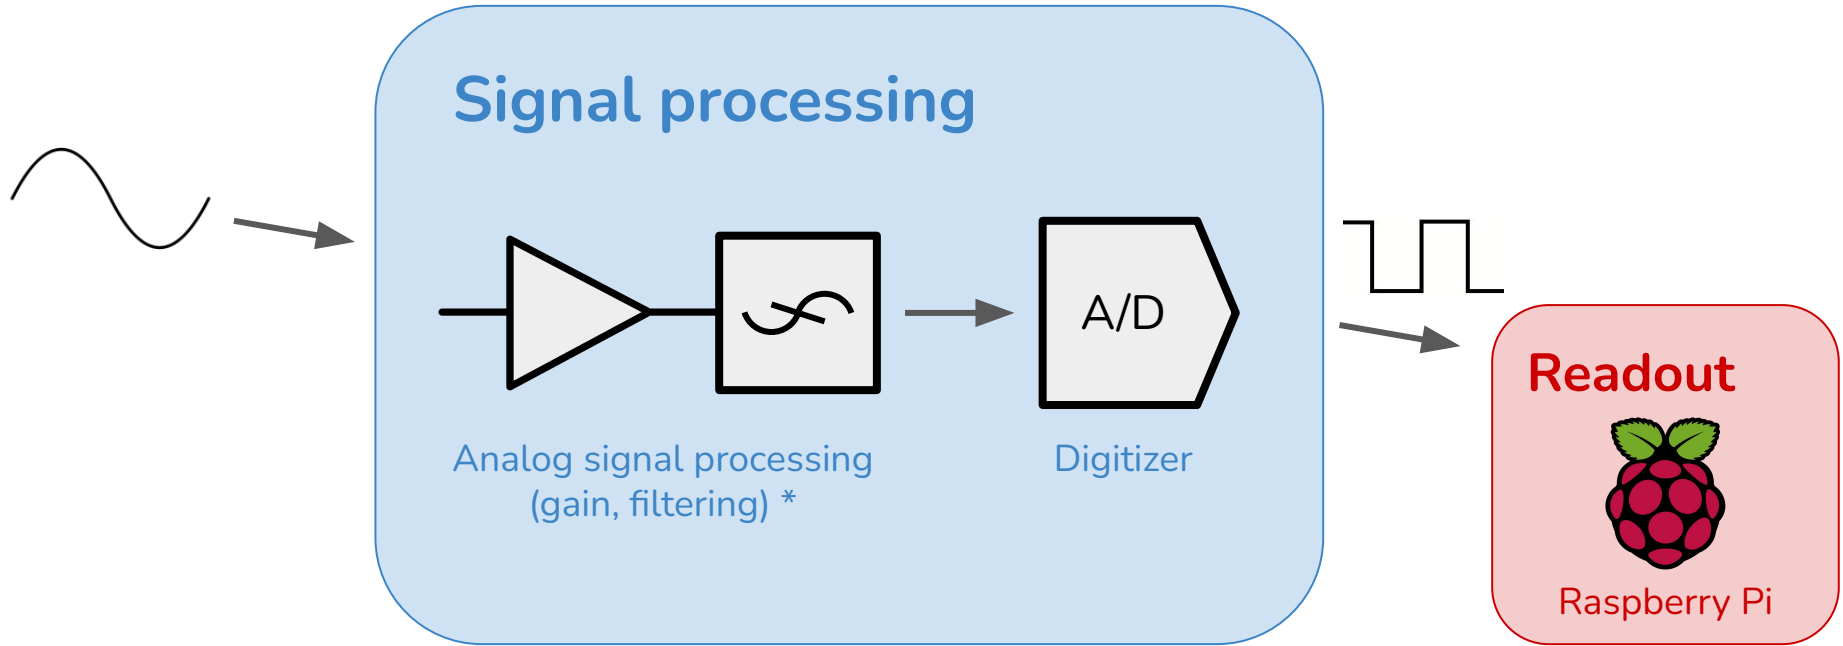 Signal processing
A/D
Analog signal processing
(gain, filtering) *
Digitizer
Readout
Raspberry Pi